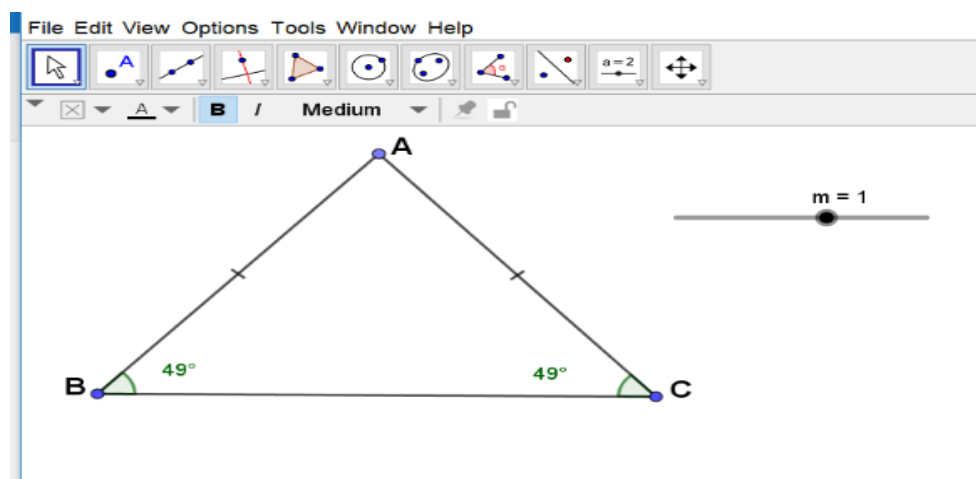 File Edit View Options Tools Window Help
A α a=2
A B I Medium
A
m = 1
49° 49°
B C